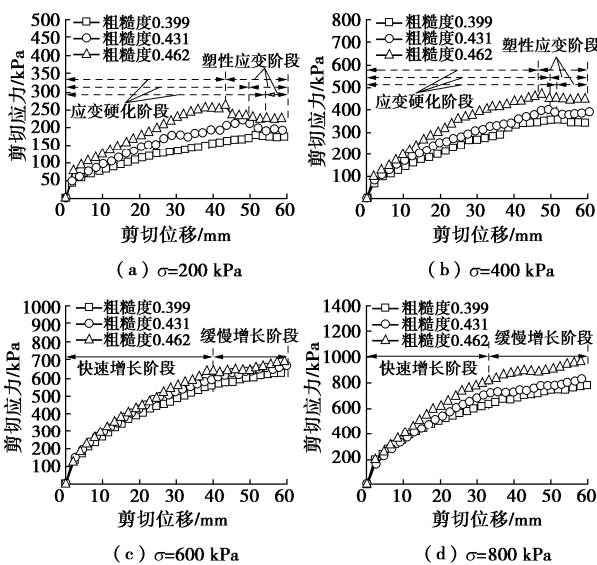 500
450
400
350
300
250
200
150
100
50
0
10 20 30 40 50 60
剪切应力/kPa
剪切位移/mm
粗糙度0.399
粗糙度0.431
粗糙度0.462
塑性应变阶段
应变硬化阶段
(a) σ=200 kPa
800
700
600
500
400
300
200
100
0
10 20 30 40 50 60
剪切应力/kPa
剪切位移/mm
粗糙度0.399
粗糙度0.431
粗糙度0.462
塑性应变阶段
应变硬化阶段
(b) σ=400 kPa
1000
900
800
700
600
500
400
300
200
100
0
10 20 30 40 50 60
剪切应力/kPa
剪切位移/mm
粗糙度0.399
粗糙度0.431
粗糙度0.462
缓慢增长阶段
快速增长阶段
(c) σ=600 kPa
1400
1200
1000
800
600
400
200
0
10 20 30 40 50 60
剪切应力/kPa
剪切位移/mm
粗糙度0.399
粗糙度0.431
粗糙度0.462
缓慢增长阶段
快速增长阶段
(d) σ=800 kPa